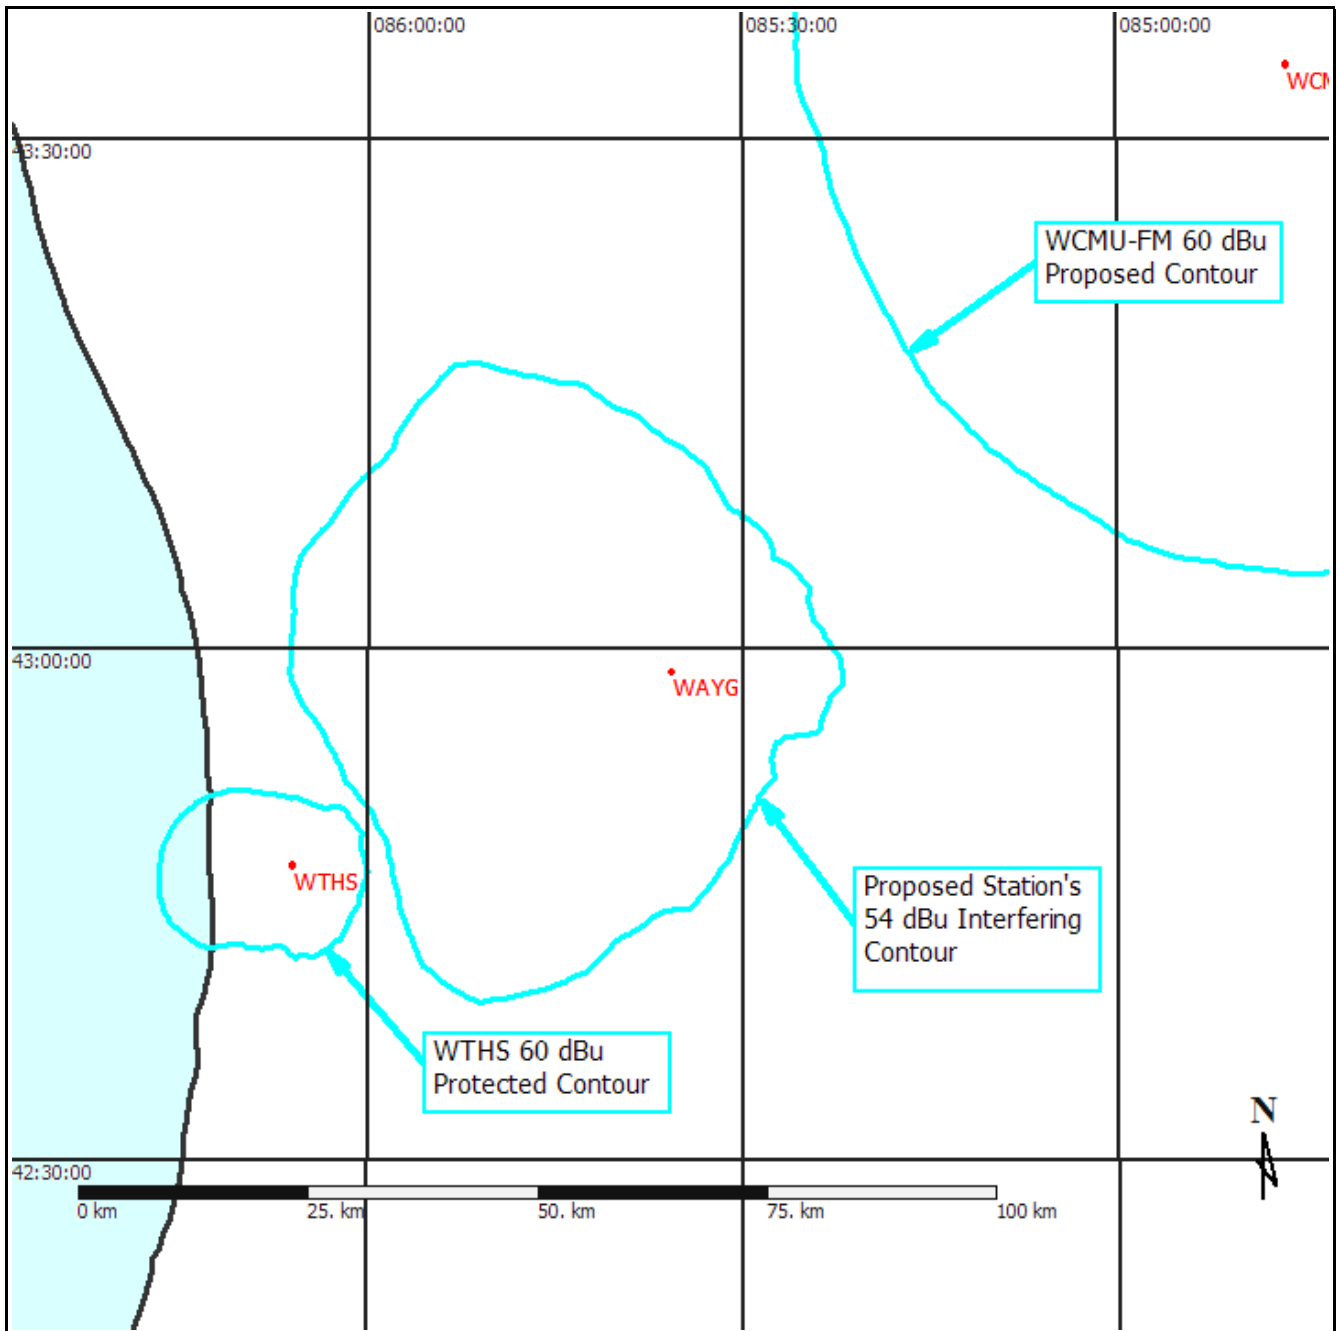 086:00:00
085:30:00
085:00:00
43:30:00
WCMU-FM 60 dBu
Proposed Contour
43:00:00
WAYG
WTHS
Proposed Station's
54 dBu Interfering
Contour
WTHS 60 dBu
Protected Contour
N
42:30:00
0 km
25. km
50. km
75. km
100 km